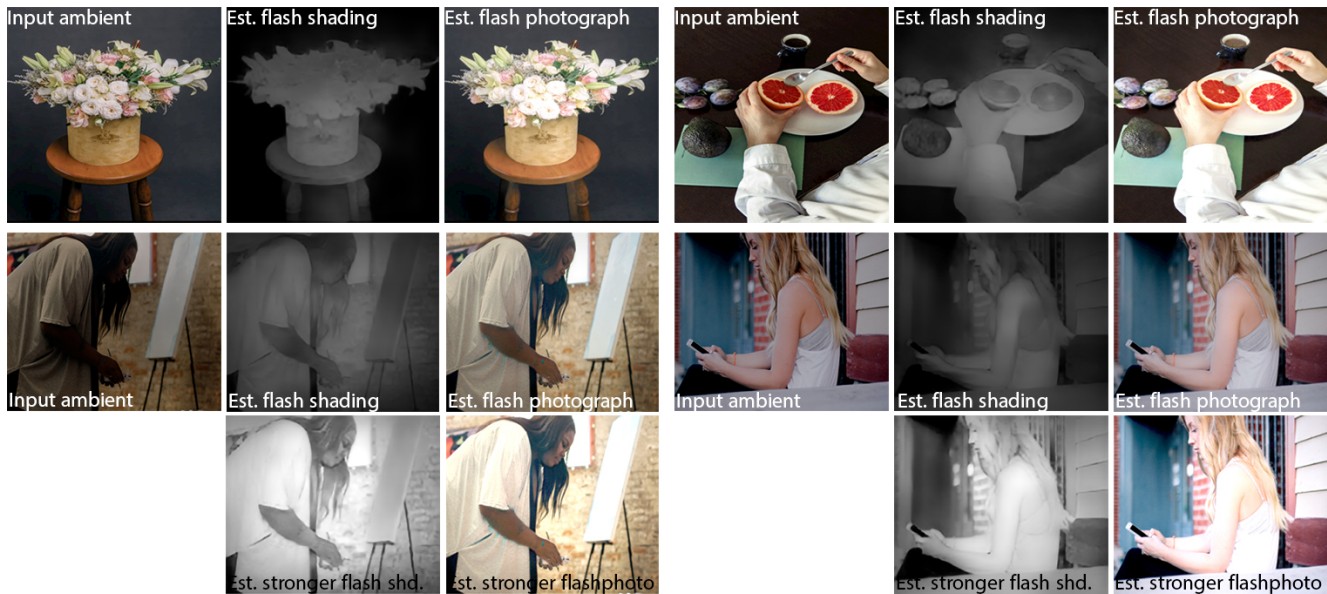 Input ambient
Est. flash shading
Est. flash photograph
Input ambient
Est. flash shading
Est. flash photograph
Input ambient
Est. flash shading
Est. flash photograph
Input ambient
Est. flash shading
Est. flash photograph
Est. stronger flash shd.
Est. stronger flashphoto
Est. stronger flash shd.
Est. stronger flashphoto